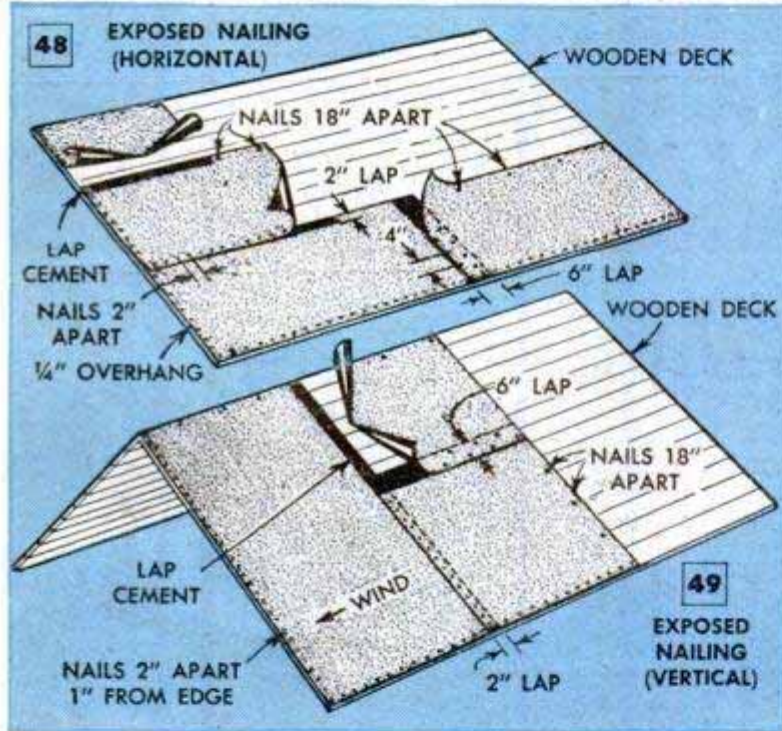 48
EXPOSED NAILING
(HORIZONTAL)
WOODEN DECK
NAILS 18" APART
2" LAP
4"
LAP
CEMENT
6" LAP
NAILS 2"
APART
¼" OVERHANG
WOODEN DECK
6" LAP
NAILS 18"
APART
LAP
CEMENT
WIND
49
EXPOSED
NAILING
(VERTICAL)
NAILS 2" APART
1" FROM EDGE
2" LAP